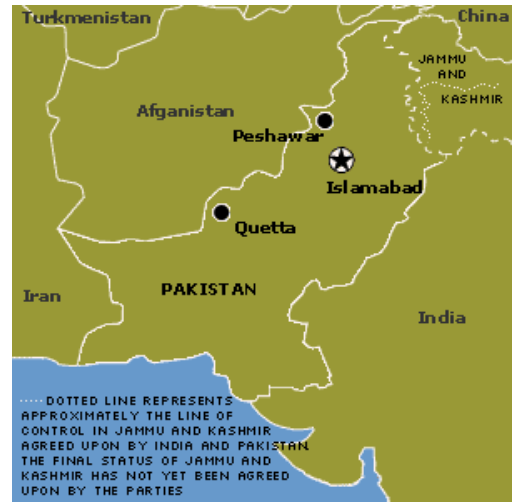 Turkmenistan
China
JAMMU
AND
KASHMIR
Afganistan
Peshawar
Islamabad
Quetta
PAKISTAN
Iran
India
.....DOTTED LINE REPRESENTS
APPROXIMATELY THE LINE OF
CONTROL IN JAMMU AND KASHMIR
AGREED UPON BY INDIA AND PAKISTAN.
THE FINAL STATUS OF JAMMU AND
KASHMIR HAS NOT YET BEEN AGREED
UPON BY THE PARTIES